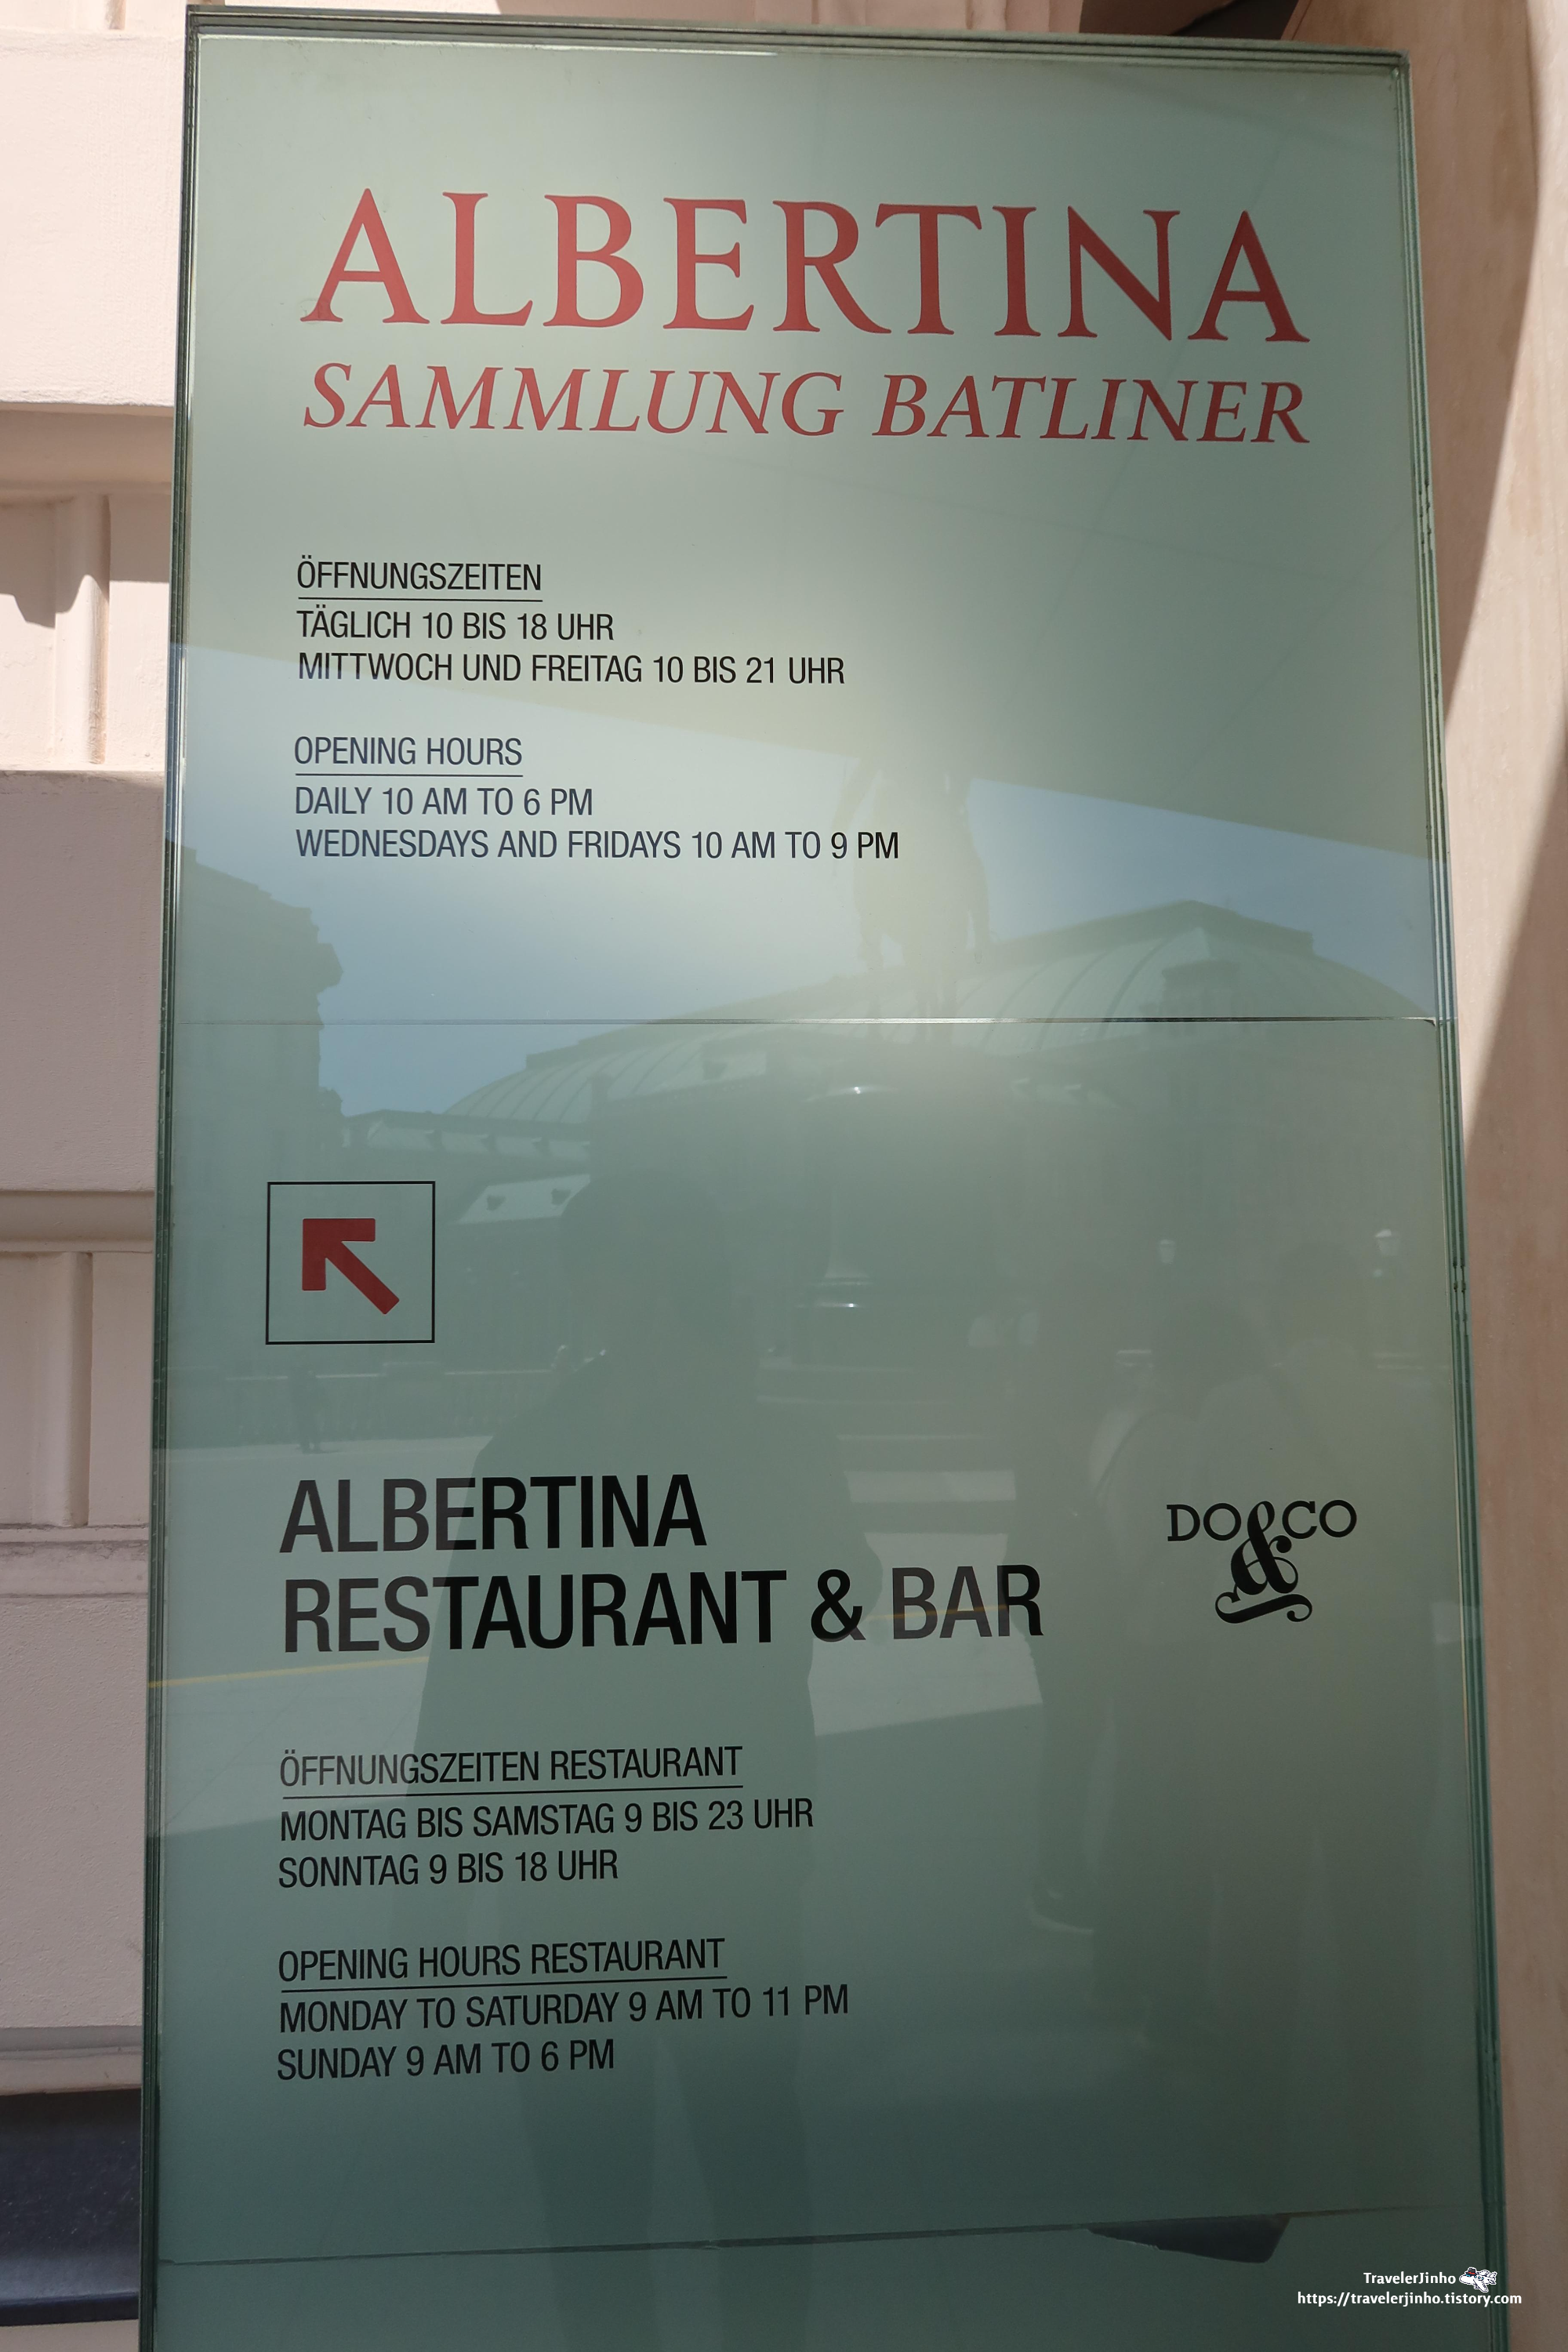 ALBERTINA
SAMMLUNG BATLINER
ÖFFNUNGSZEITEN
TÄGLICH 10 BIS 18 UHR
MITTWOCH UND FREITAG 10 BIS 21 UHR
OPENING HOURS
DAILY 10 AM TO 6 PM
WEDNESDAYS AND FRIDAYS 10 AM TO 9 PM
ALBERTINA
RESTAURANT & BAR
DO&CO
ÖFFNUNGSZEITEN RESTAURANT
MONTAG BIS SAMSTAG 9 BIS 23 UHR
SONNTAG 9 BIS 18 UHR
OPENING HOURS RESTAURANT
MONDAY TO SATURDAY 9 AM TO 11 PM
SUNDAY 9 AM TO 6 PM
TravelerJinho
https://travelerjinho.tistory.com